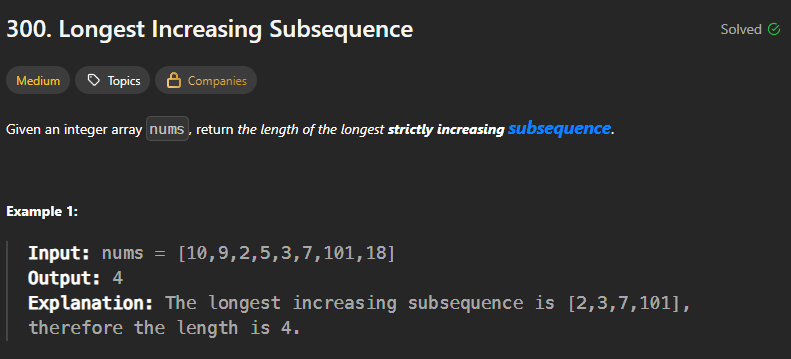 300. Longest Increasing Subsequence
Solved
Medium
Topics
Companies
Given an integer array nums, return the length of the longest strictly increasing subsequence.
Example 1:
Input: nums = [10,9,2,5,3,7,101,18]
Output: 4
Explanation: The longest increasing subsequence is [2,3,7,101],
therefore the length is 4.